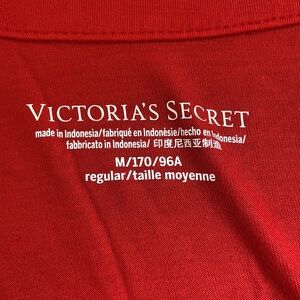 VICTORIA'S SECRET
made in Indonesia/fabriqué en Indonésie/hecho en Indonesia/
fabbricato in Indonesia/ 印度尼西亚制造
M/170/96A
regular/taille moyenne